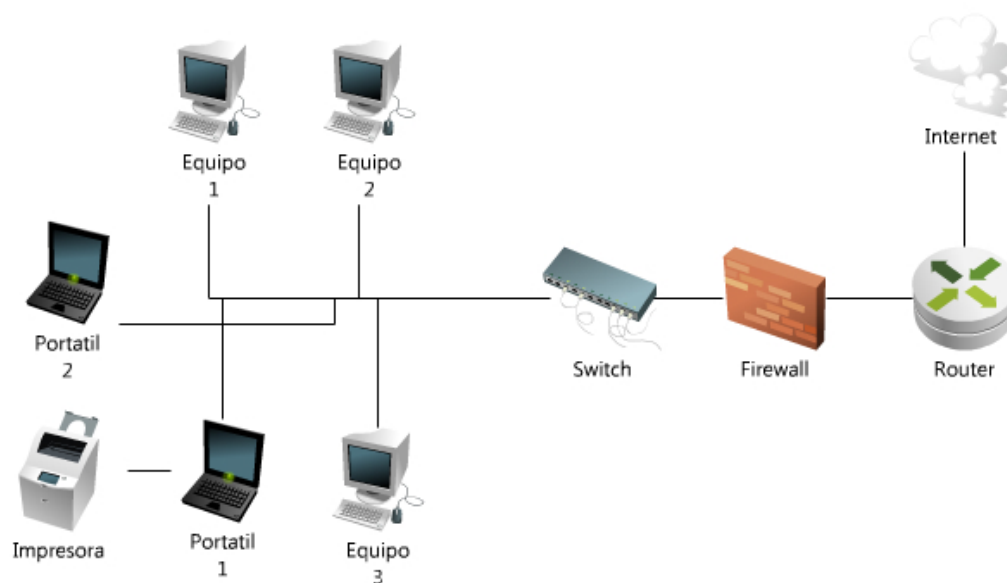 Equipo
1
Equipo
2
Internet
Portatil
2
Switch
Firewall
Router
Impresora
Portatil
1
Equipo
3